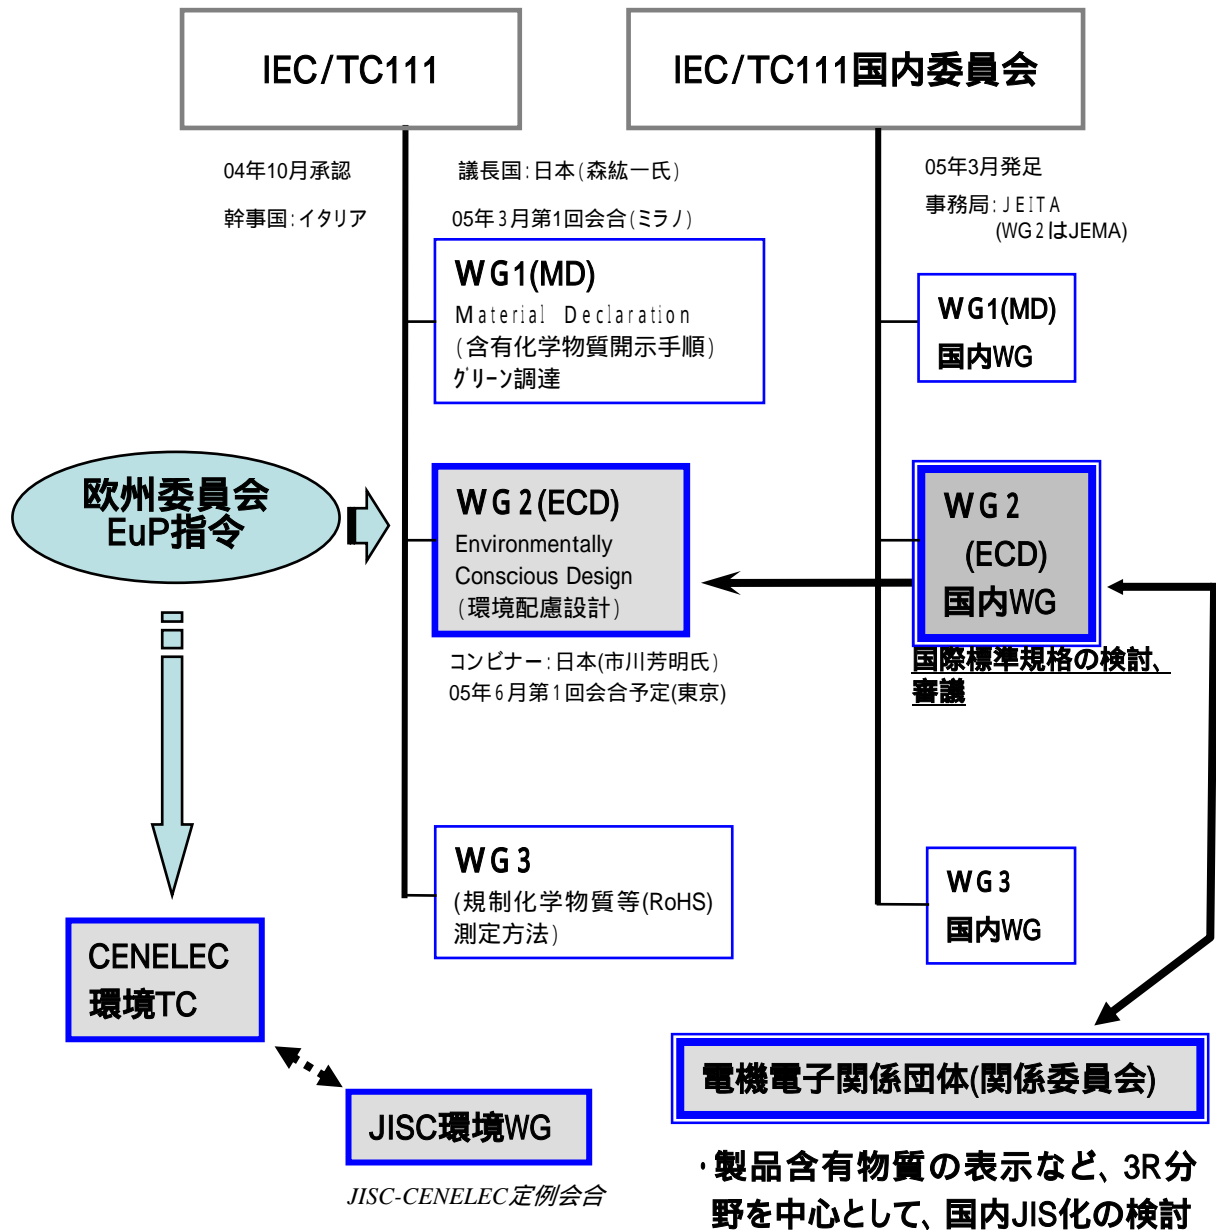 IEC/TC111
IEC/TC111国内委員会
04年10月承認
議長国:日本(森紘一氏)
幹事国:イタリア
05年3月第1回会合(ミラノ)
05年3月発足
事務局:JEITA
(WG2はJEMA)
WG1(MD)
Material Declaration
(含有化学物質開示手順)
グリーン調達
WG1(MD)
国内WG
欧州委員会
EuP指令
WG2(ECD)
Environmentally
Conscious Design
(環境配慮設計)
コンビナー:日本(市川芳明氏)
05年6月第1回会合予定(東京)
WG2
(ECD)
国内WG
国際標準規格の検討、
審議
WG3
(規制化学物質等(RoHS)
測定方法)
WG3
国内WG
CENELEC
環境TC
JISC環境WG
JISC-CENELEC定例会合
電機電子関係団体(関係委員会)
・製品含有物質の表示など、3R分
野を中心として、国内JIS化の検討